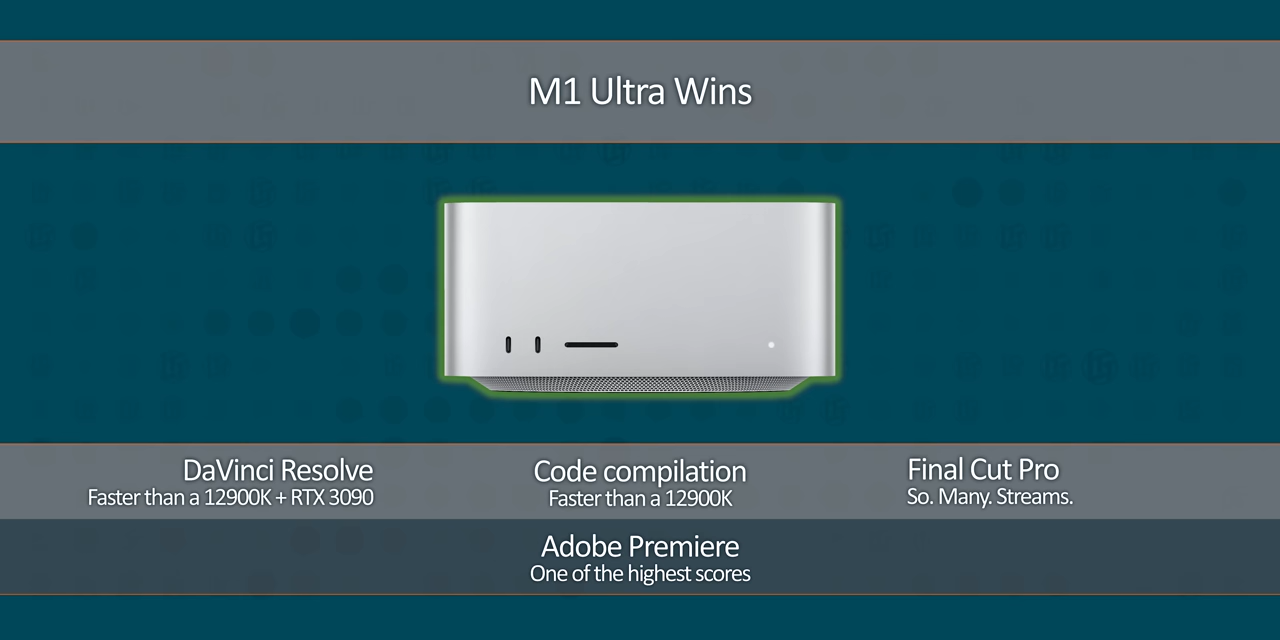 M1 Ultra Wins
DaVinci Resolve
Faster than a 12900K + RTX 3090
Code compilation
Faster than a 12900K
Final Cut Pro
So. Many. Streams.
Adobe Premiere
One of the highest scores